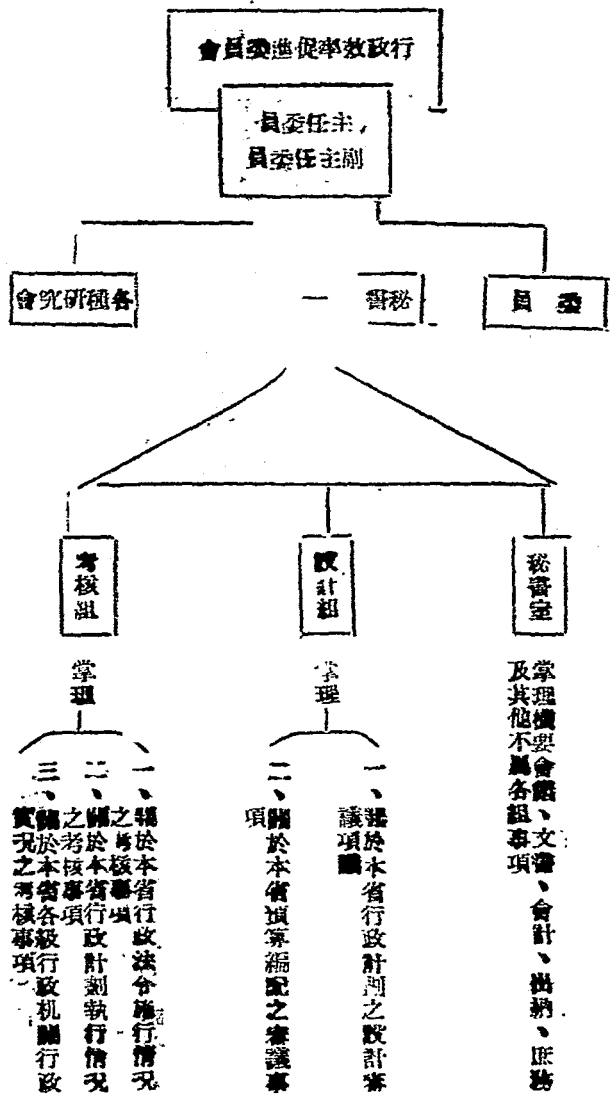 行政效率促進委員會
主任委員
副主任委員
委員
秘書
一
各種研究會
秘書室
掌理機要會議、文書、會計、出納、庶務
及其他不屬各組事項
設計組
掌理
一、關於本省行政計劃之設計審
議項
二、關於本省預算編配之審議事
項
考核組
掌理
一、關於本省行政法令施行情況
之考核事項
二、關於本省行政計劃執行情況
之考核事項
三、關於本省各級行政机關行政
實況之考核事項